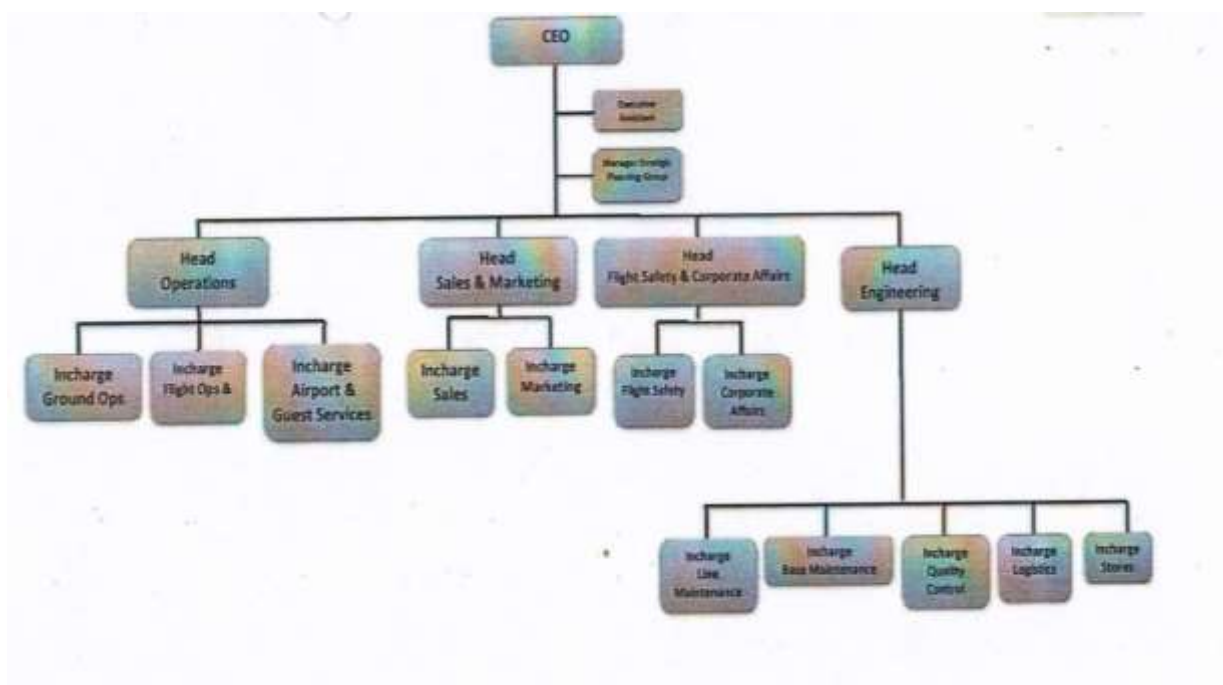 CEO
Executive
Assistant
Manager Strategic
Planning Group
Head
Operations
Head
Sales & Marketing
Head
Flight Safety & Corporate Affairs
Head
Engineering
Incharge
Ground Ops
Incharge
Flight Ops &
Incharge
Airport &
Guest Services
Incharge
Sales
Incharge
Marketing
Incharge
Flight Safety
Incharge
Corporate
Affairs
Incharge
Line
Maintenance
Incharge
Base Maintenance
Incharge
Quality
Control
Incharge
Logistics
Incharge
Stores